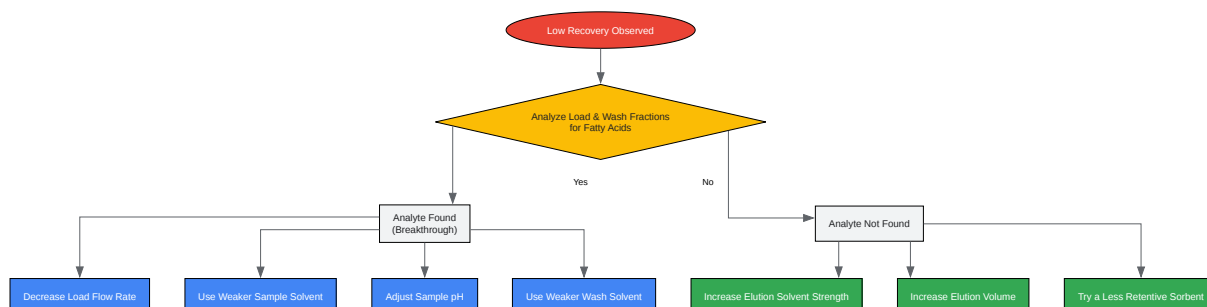 Low Recovery Observed
Analyze Load & Wash Fractions
for Fatty Acids
Yes
No
Analyte Found
(Breakthrough)
Analyte Not Found
Decrease Load Flow Rate
Use Weaker Sample Solvent
Adjust Sample pH
Use Weaker Wash Solvent
Increase Elution Solvent Strength
Increase Elution Volume
Try a Less Retentive Sorbent